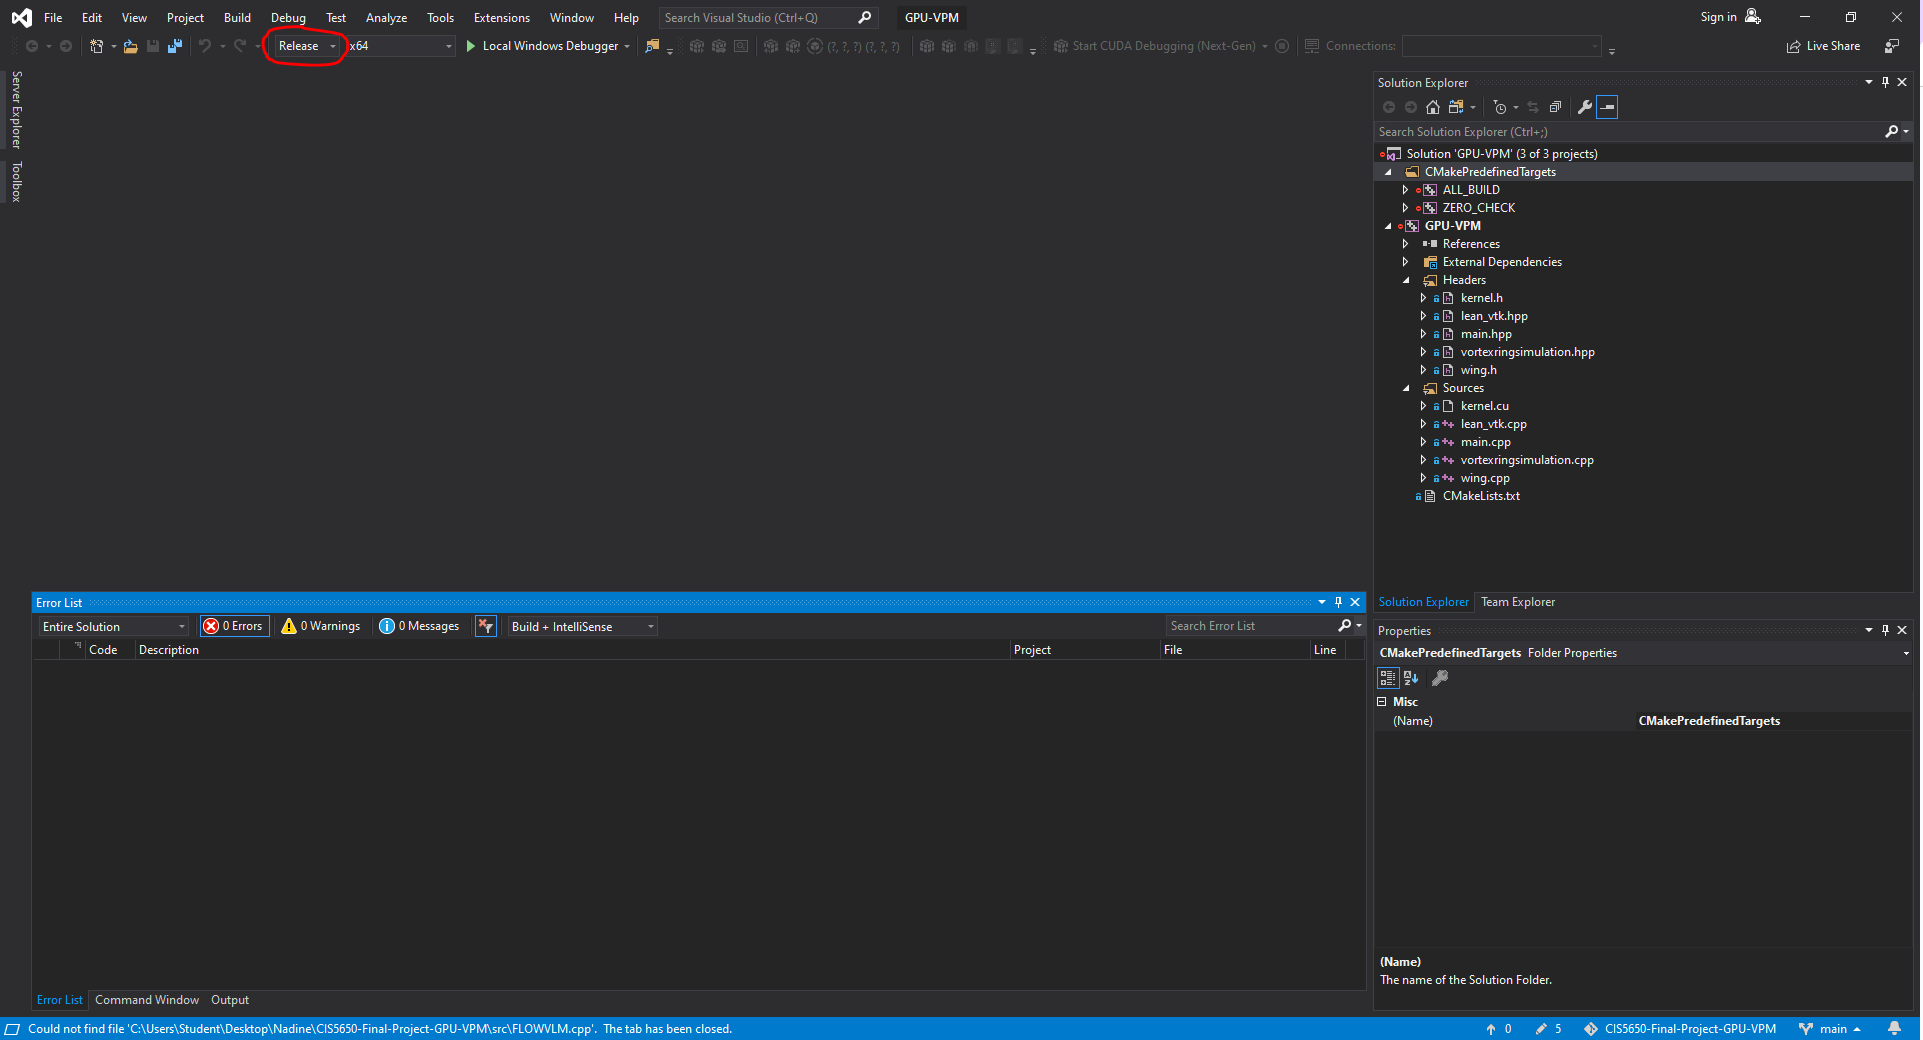 File Edit View Project Build Debug Test Analyze Tools Extensions Window Help Search Visual Studio (Ctrl+Q) GPU-VPM Sign in
Release x64 Local Windows Debugger (?, ?, ?) (?, ?, ?) Start CUDA Debugging (Next-Gen) Connections: Live Share
Server Explorer
Toolbox
Solution Explorer
Search Solution Explorer (Ctrl+;)
Solution 'GPU-VPM' (3 of 3 projects)
CMakePredefinedTargets
ALL_BUILD
ZERO_CHECK
GPU-VPM
References
External Dependencies
Headers
kernel.h
lean_vtk.hpp
main.hpp
vortexringsimulation.hpp
wing.h
Sources
kernel.cu
lean_vtk.cpp
main.cpp
vortexringsimulation.cpp
wing.cpp
CMakeLists.txt
Solution Explorer Team Explorer
Error List
Entire Solution 0 Errors 0 Warnings 0 Messages Build + IntelliSense Search Error List
Code Description Project File Line
Error List Command Window Output
Properties
CMakePredefinedTargets Folder Properties
Misc
(Name) CMakePredefinedTargets
(Name)
The name of the Solution Folder.
Could not find file 'C:\Users\Student\Desktop\Nadine\CIS5650-Final-Project-GPU-VPM\src\FLOWVLM.cpp'. The tab has been closed. 0 5 CIS5650-Final-Project-GPU-VPM main